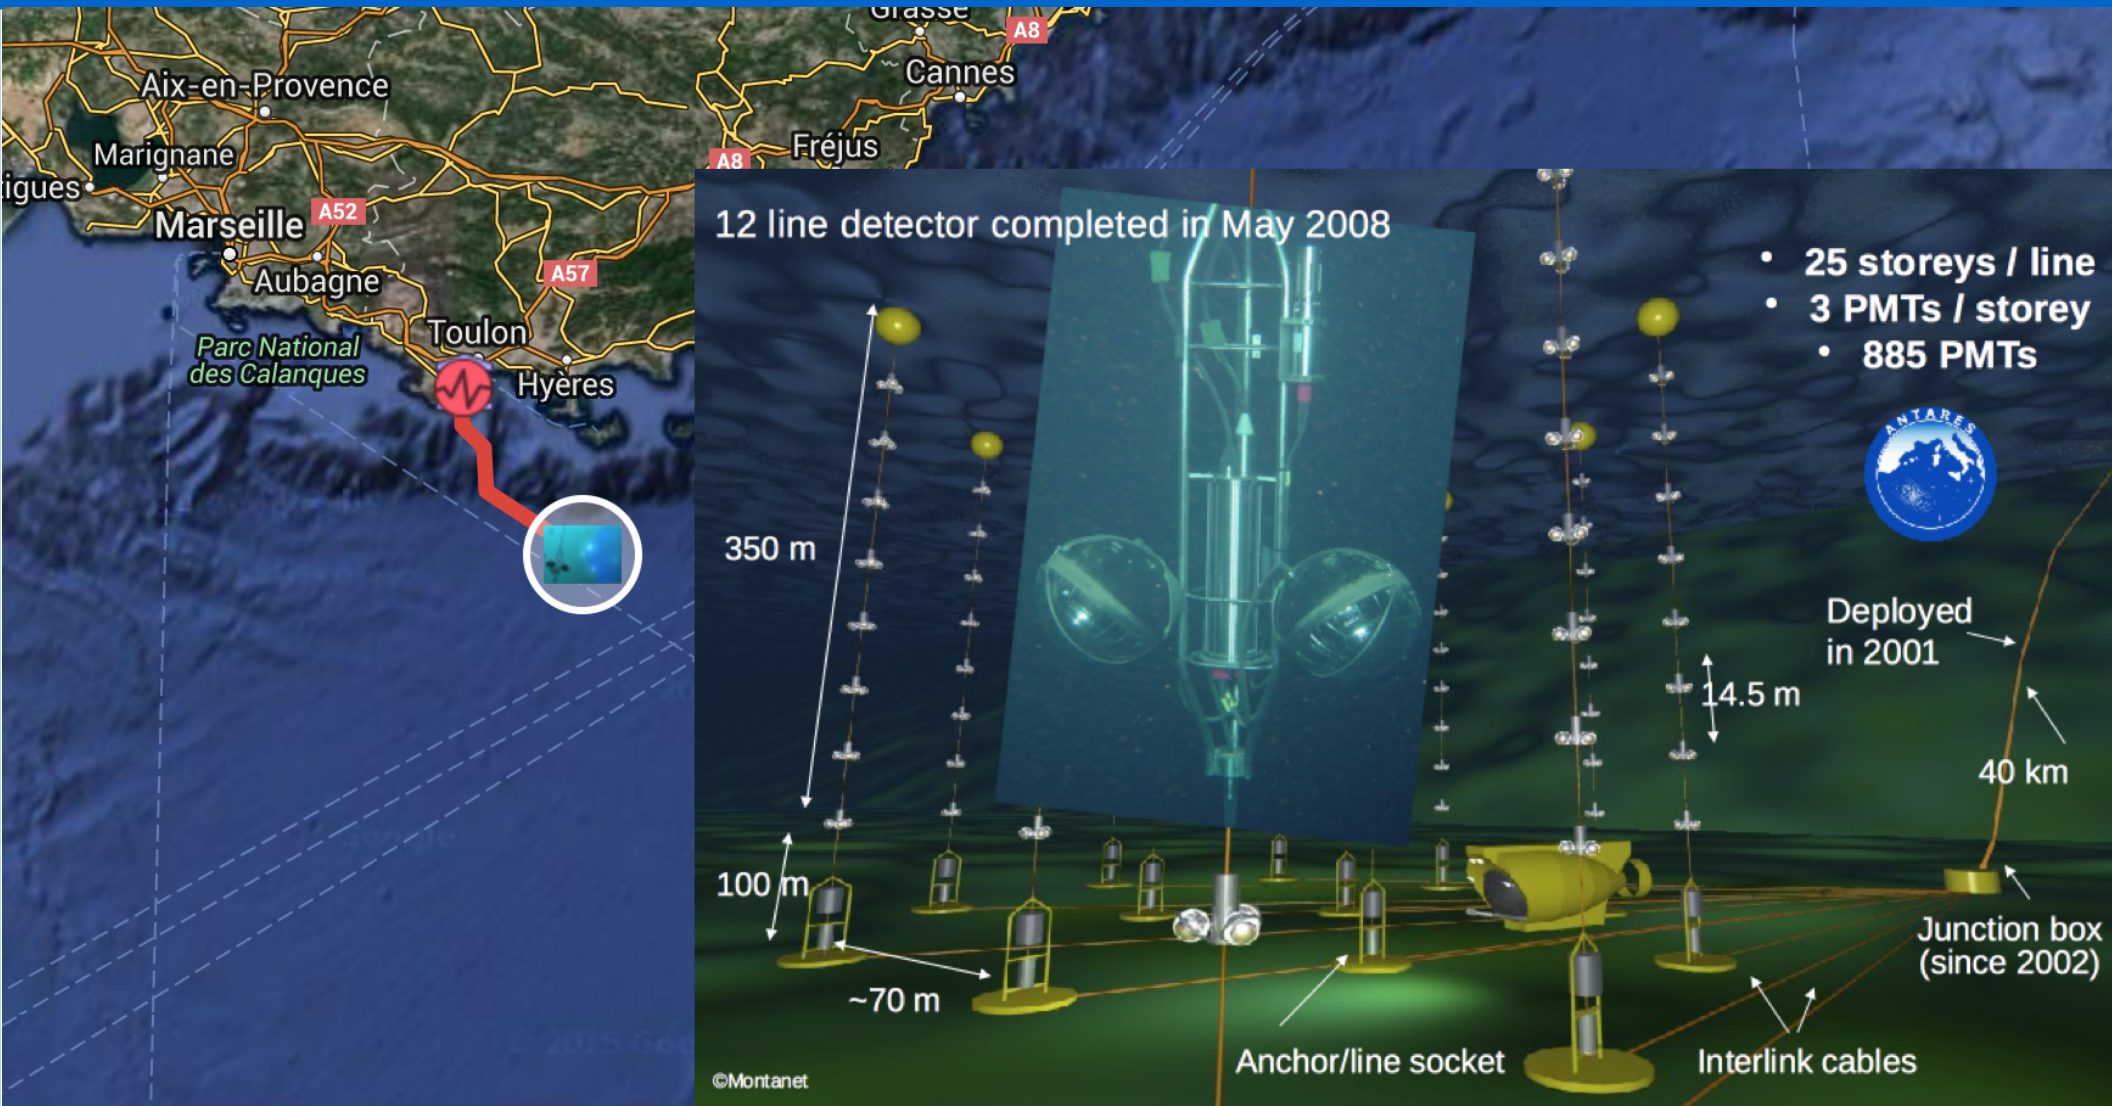 Grasse
A8
Cannes
Aix-en-Provence
Fréjus
A8
Marignane
igues
A52
Marseille
Aubagne
A57
Toulon
Parc National
des Calanques
Hyères
12 line detector completed in May 2008
• 25 storeys / line
• 3 PMTs / storey
• 885 PMTs
ANTARES
350 m
Deployed
in 2001
14.5 m
40 km
100 m
Junction box
(since 2002)
~70 m
Anchor/line socket
Interlink cables
©Montanet